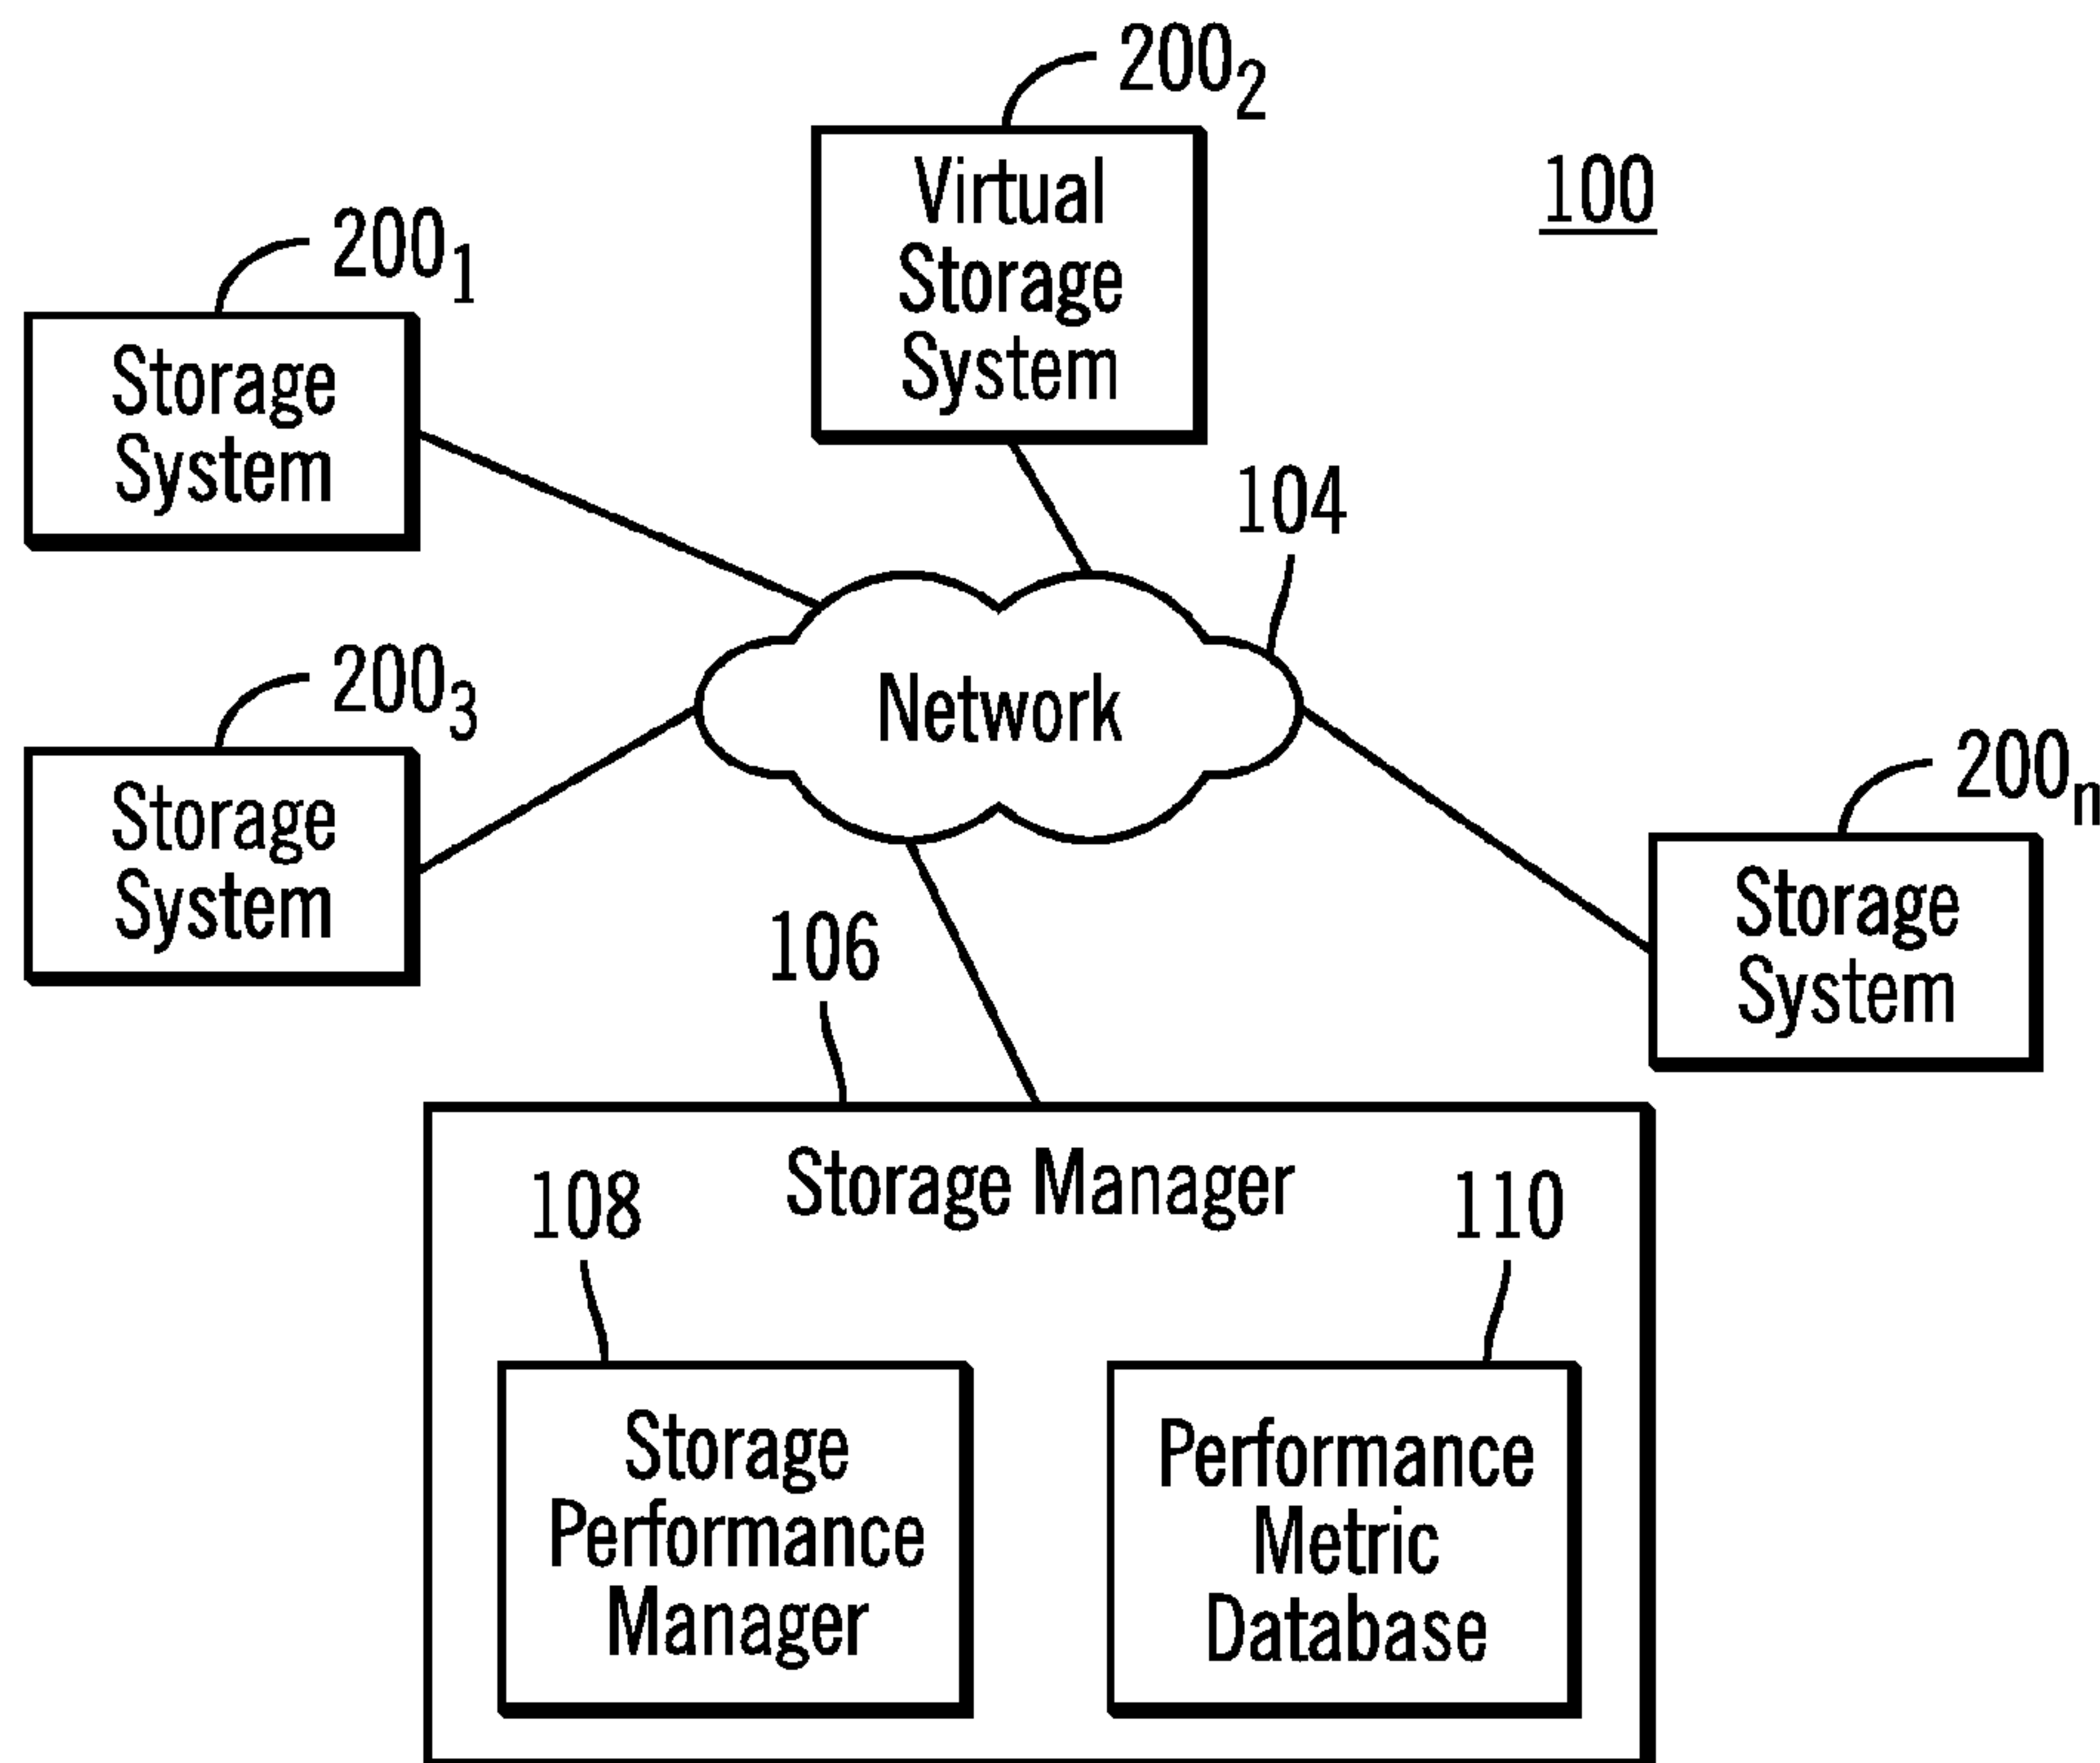 200₂
Virtual
Storage
System
100
200₁
Storage
System
104
Network
200₃
Storage
System
200ₙ
Storage
System
106
Storage Manager
108
110
Storage
Performance
Manager
Performance
Metric
Database